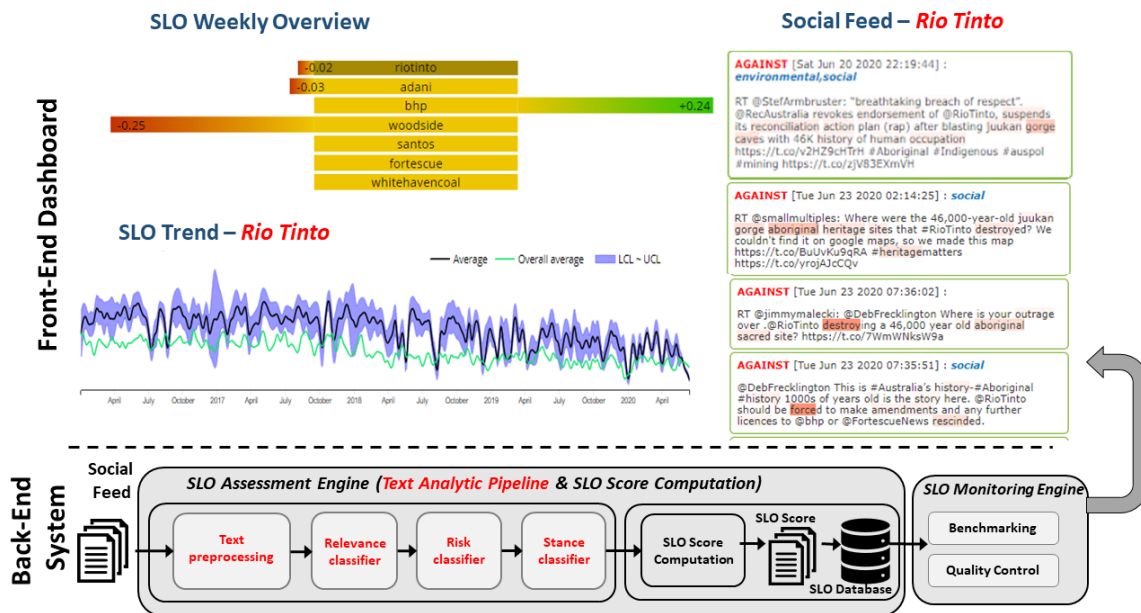 SLO Weekly Overview
-0.02 riotinto
-0.03 adani
bhp +0.24
-0.25 woodside
santos
fortescue
whitehavencoal
SLO Trend – Rio Tinto
Average Overall average LCL ~ UCL
April July October 2017 April July October 2018 April July October 2019 April July October 2020 April
Social Feed – Rio Tinto
AGAINST [Sat Jun 20 2020 22:19:44] :
environmental,social
RT @StefArmbruster: “breathtaking breach of respect”.
@RecAustralia revokes endorsement of @RioTinto, suspends
its reconciliation action plan (rap) after blasting juukan gorge
caves with 46K history of human occupation
https://t.co/v2HZ9cHTrH #Aboriginal #Indigenous #auspol
#mining https://t.co/zjV83EXmVH
AGAINST [Tue Jun 23 2020 02:14:25] : social
RT @smallmultiples: Where were the 46,000-year-old juukan
gorge aboriginal heritage sites that #RioTinto destroyed? We
couldn't find it on google maps, so we made this map
https://t.co/BuUvKu9qRA #heritagematters
https://t.co/yrojAJcCQv
AGAINST [Tue Jun 23 2020 07:36:02] :
RT @jimmymalecki: @DebFrecklington Where is your outrage
over .@RioTinto destroying a 46,000 year old aboriginal
sacred site? https://t.co/7WmWNksW9a
AGAINST [Tue Jun 23 2020 07:35:51] : social
@DebFrecklington This is #Australia’s history-#Aboriginal
#history 1000s of years old is the story here. @RioTinto
should be forced to make amendments and any further
licences to @bhp or @FortescueNews rescinded.
Front-End Dashboard
Back-End
System
Social
Feed
SLO Assessment Engine (Text Analytic Pipeline & SLO Score Computation)
Text
preprocessing
Relevance
classifier
Risk
classifier
Stance
classifier
SLO Score
Computation
SLO Score
SLO Database
SLO Monitoring Engine
Benchmarking
Quality Control